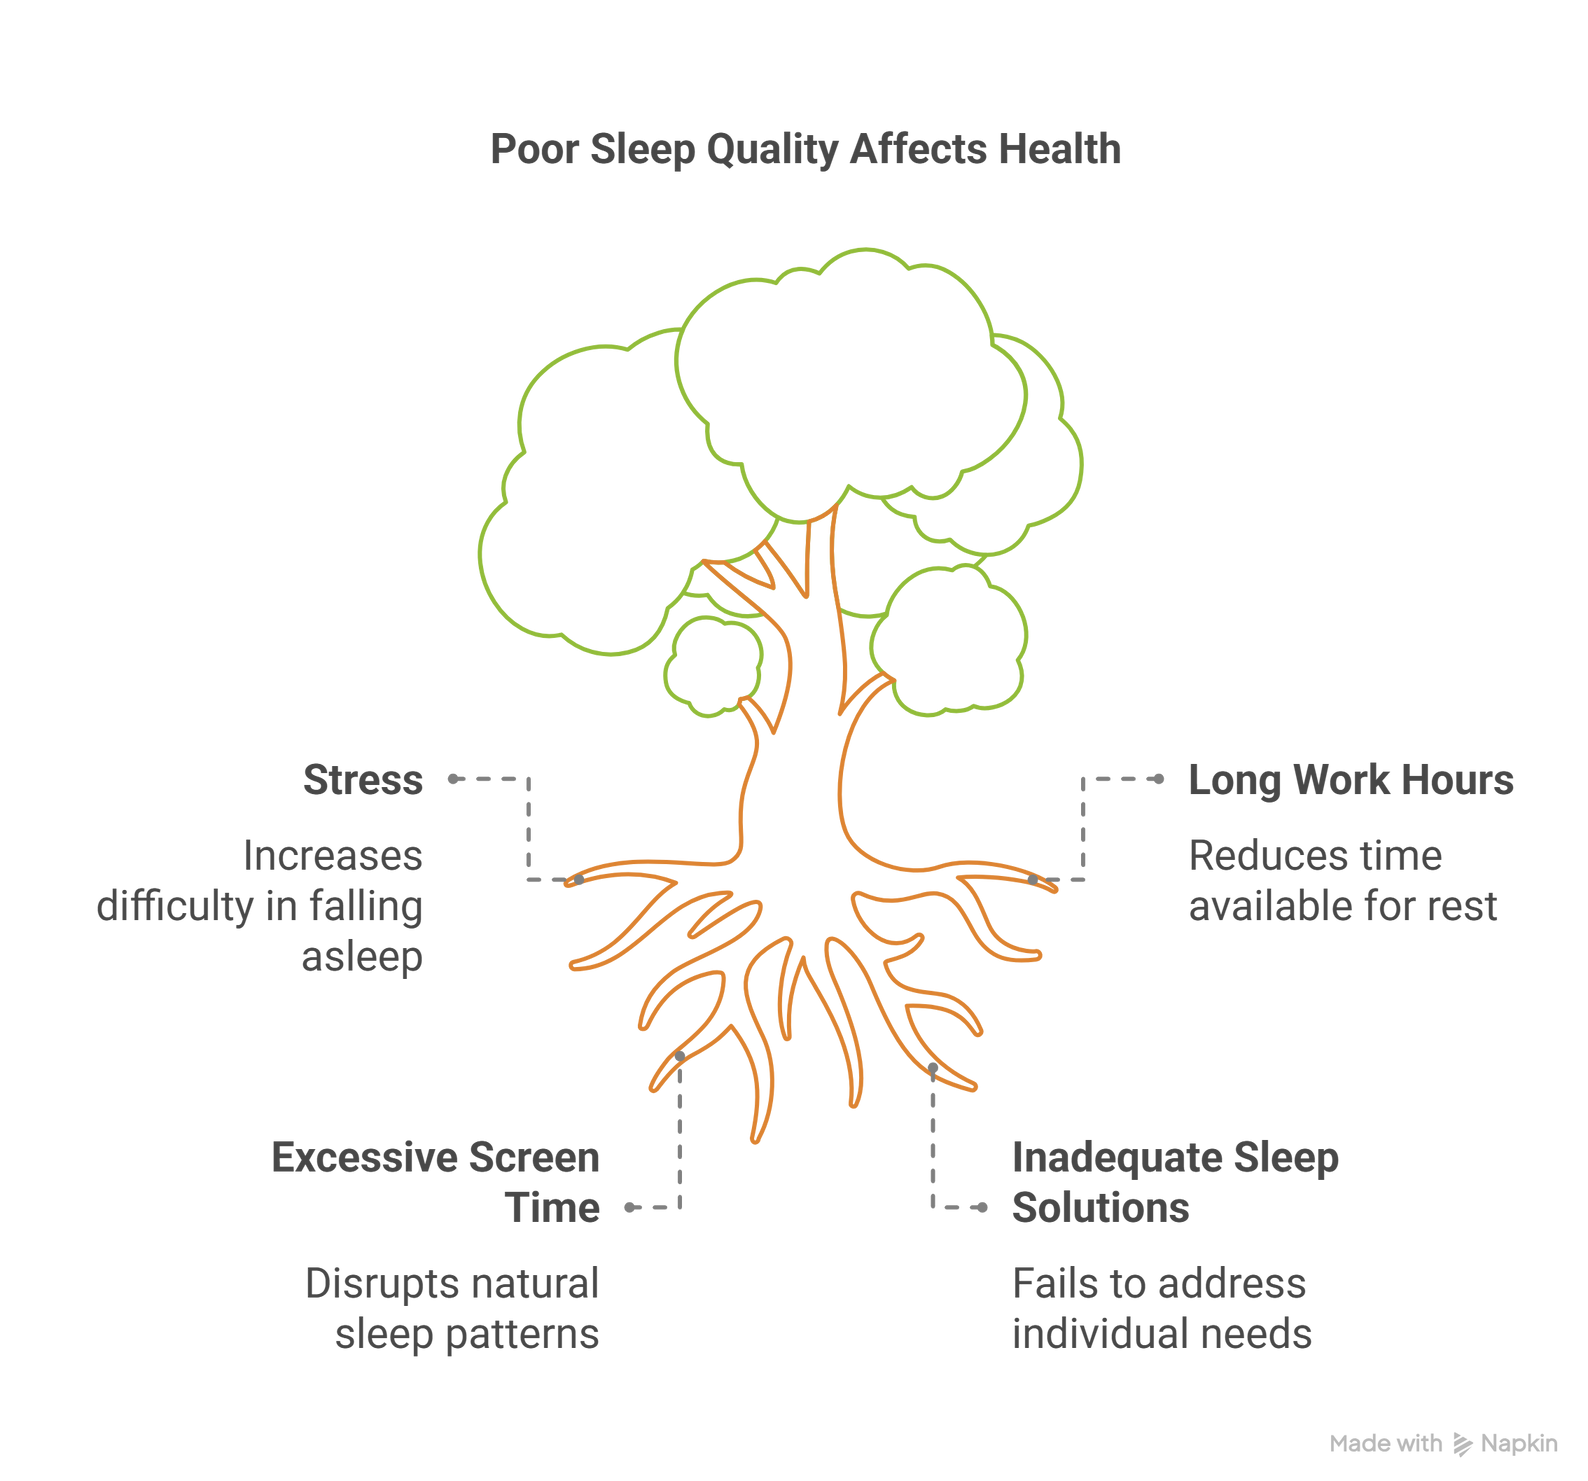 Poor Sleep Quality Affects Health
Stress
Increases
difficulty in falling
asleep
Long Work Hours
Reduces time
available for rest
Excessive Screen
Time
Disrupts natural
sleep patterns
Inadequate Sleep
Solutions
Fails to address
individual needs
Made with Napkin